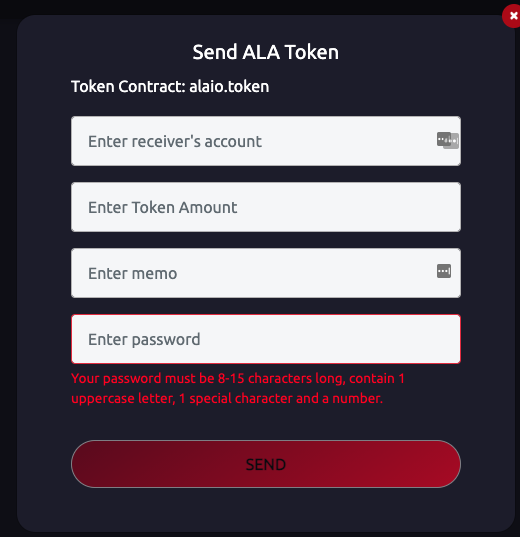 Send ALA Token
Token Contract: alaio.token
Enter receiver's account
Enter Token Amount
Enter memo
Enter password
Your password must be 8-15 characters long, contain 1
uppercase letter, 1 special character and a number.
SEND